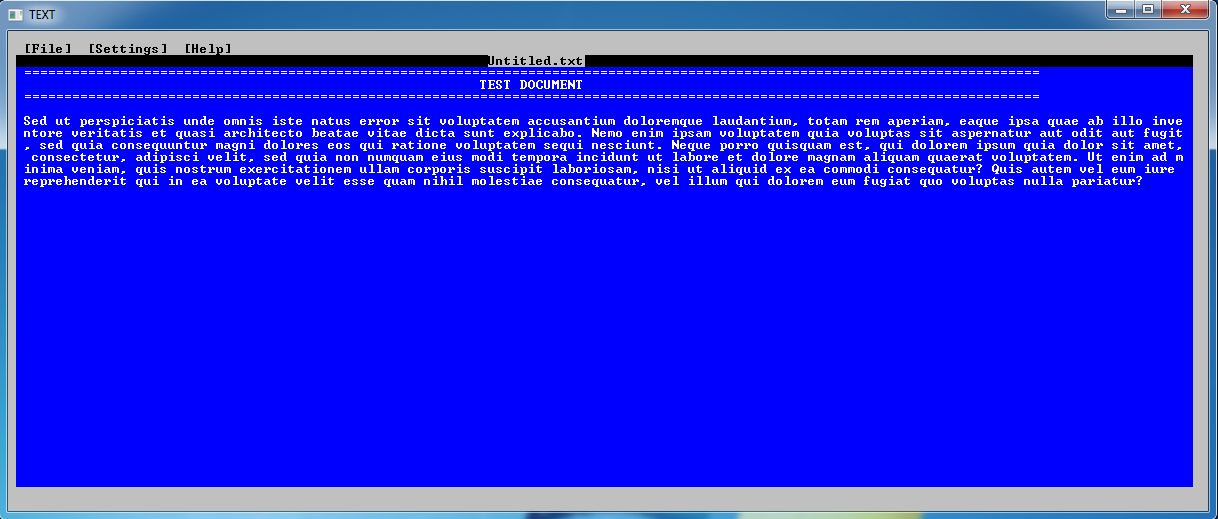 TEXT
[File] [Settings] [Help]
Untitled.txt
===============================================================================================================================
TEST DOCUMENT
===============================================================================================================================
Sed ut perspiciatis unde omnis iste natus error sit voluptatem accusantium doloremque laudantium, totam rem aperiam, eaque ipsa quae ab illo inve
ntore veritatis et quasi architecto beatae vitae dicta sunt explicabo. Nemo enim ipsam voluptatem quia voluptas sit aspernatur aut odit aut fugit
, sed quia consequuntur magni dolores eos qui ratione voluptatem sequi nesciunt. Neque porro quisquam est, qui dolorem ipsum quia dolor sit amet,
 consectetur, adipisci velit, sed quia non numquam eius modi tempora incidunt ut labore et dolore magnam aliquam quaerat voluptatem. Ut enim ad m
inima veniam, quis nostrum exercitationem ullam corporis suscipit laboriosam, nisi ut aliquid ex ea commodi consequatur? Quis autem vel eum iure
reprehenderit qui in ea voluptate velit esse quam nihil molestiae consequatur, vel illum qui dolorem eum fugiat quo voluptas nulla pariatur?